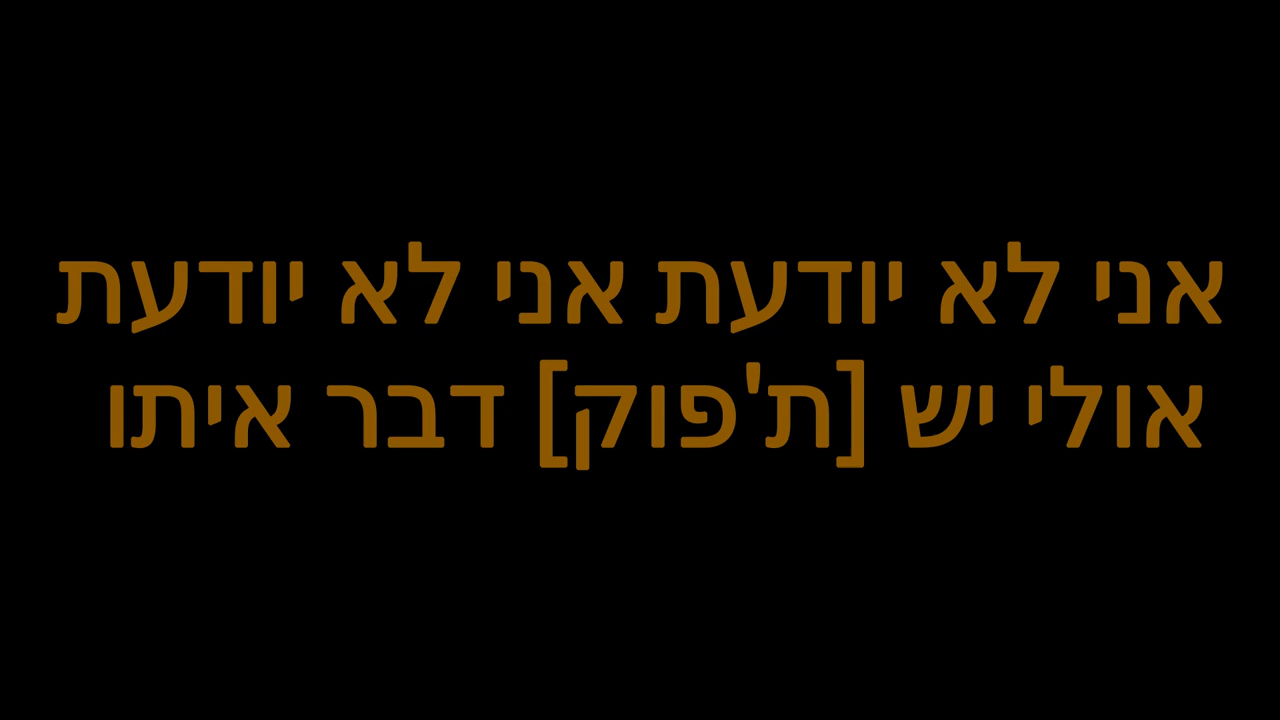 אני לא יודעת אני לא יודעת
אולי יש [ת'פוק] דבר איתו